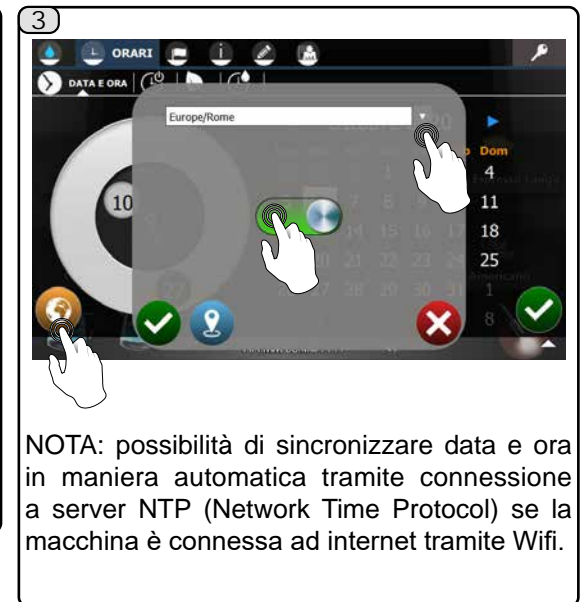 3
ORARI
DATA E ORA
Europe/Rome
Dom
10
4
11
18
25
1
8
NOTA: possibilità di sincronizzare data e ora
in maniera automatica tramite connessione
a server NTP (Network Time Protocol) se la
macchina è connessa ad internet tramite Wifi.